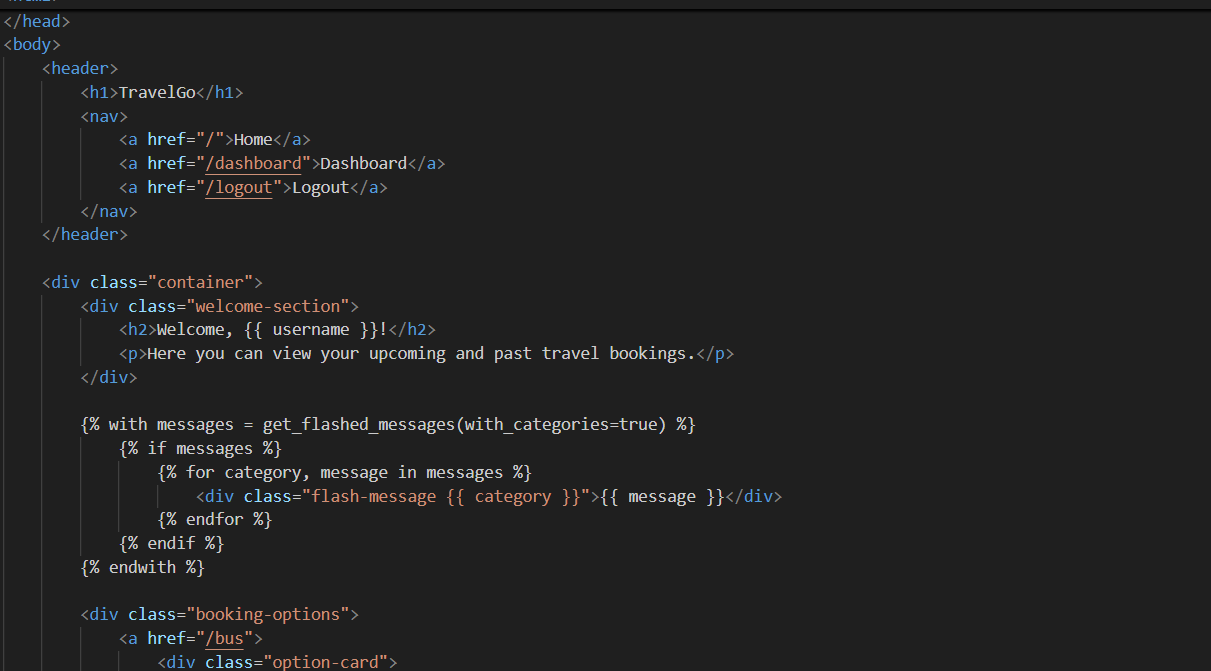 </head>
<body>
<header>
<h1>TravelGo</h1>
<nav>
<a href="/">Home</a>
<a href="/dashboard">Dashboard</a>
<a href="/logout">Logout</a>
</nav>
</header>
<div class="container">
<div class="welcome-section">
<h2>Welcome, {{ username }}!</h2>
<p>Here you can view your upcoming and past travel bookings.</p>
</div>
{% with messages = get_flashed_messages(with_categories=true) %}
{% if messages %}
{% for category, message in messages %}
<div class="flash-message {{ category }}">{{ message }}</div>
{% endfor %}
{% endif %}
{% endwith %}
<div class="booking-options">
<a href="/bus">
<div class="option-card">